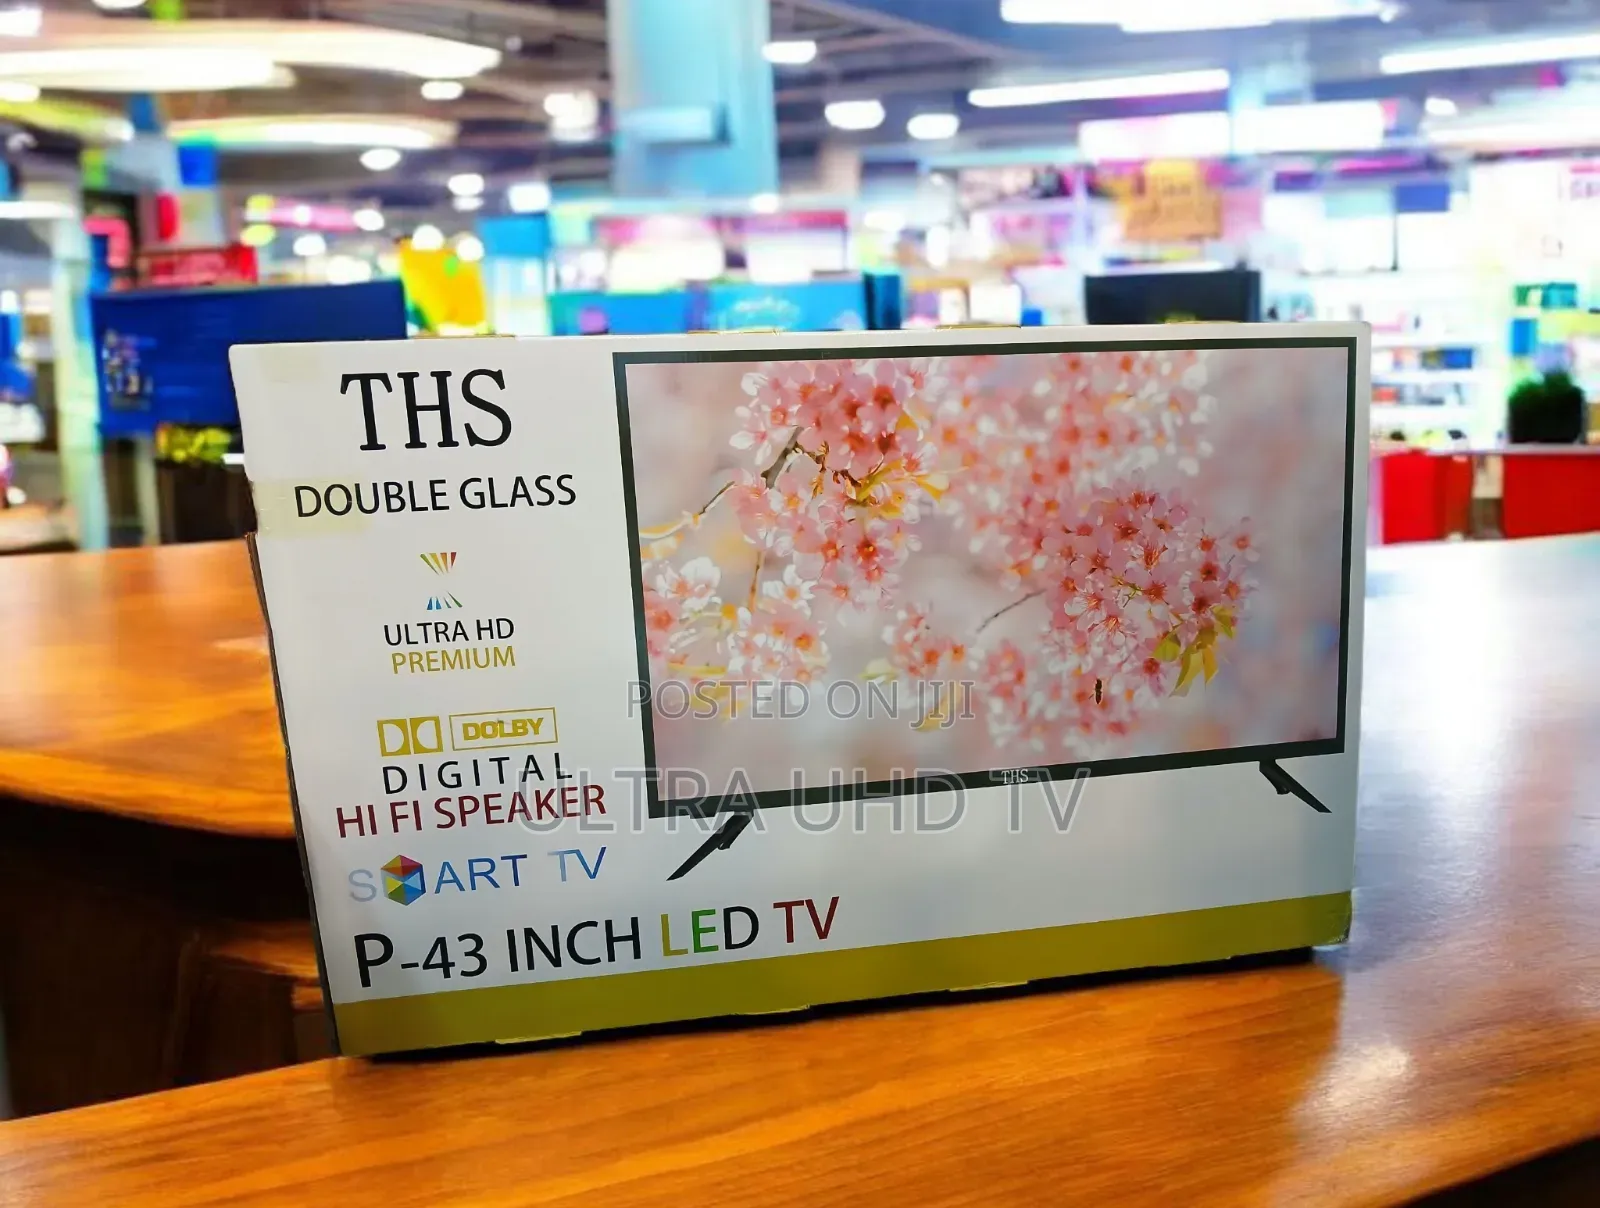 THS
DOUBLE GLASS
ULTRA HD
PREMIUM
DOLBY
DIGITAL
HI FI SPEAKER
SMART TV
P-43 INCH LED TV
THS
POSTED ON JIJI
ULTRA UHD TV